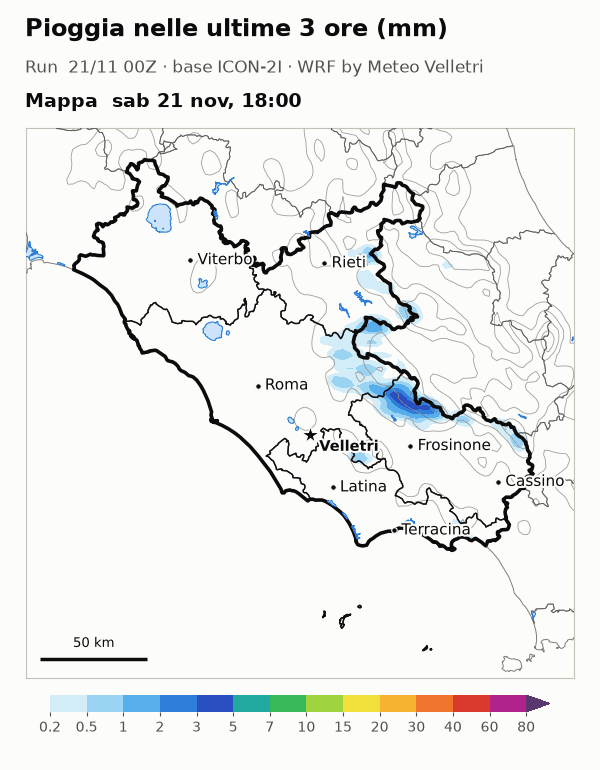 Pioggia nelle ultime 3 ore (mm)
Run  21/11 00Z · base ICON-2I · WRF by Meteo Velletri
Mappa  sab 21 nov, 18:00
Viterbo
Rieti
Roma
Velletri
Frosinone
Latina
Cassino
Terracina
50 km
0.2 0.5 1 2 3 5 7 10 15 20 30 40 60 80